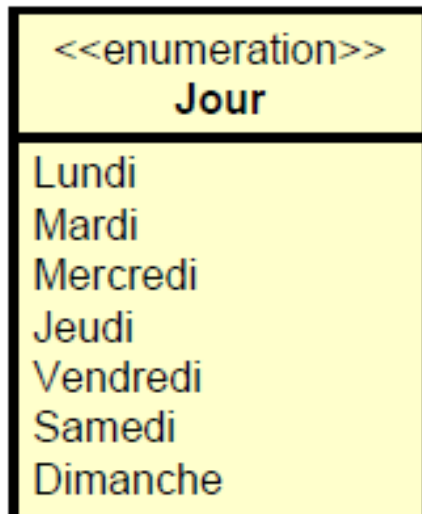 <<enumeration>>
Jour
Lundi
Mardi
Mercredi
Jeudi
Vendredi
Samedi
Dimanche